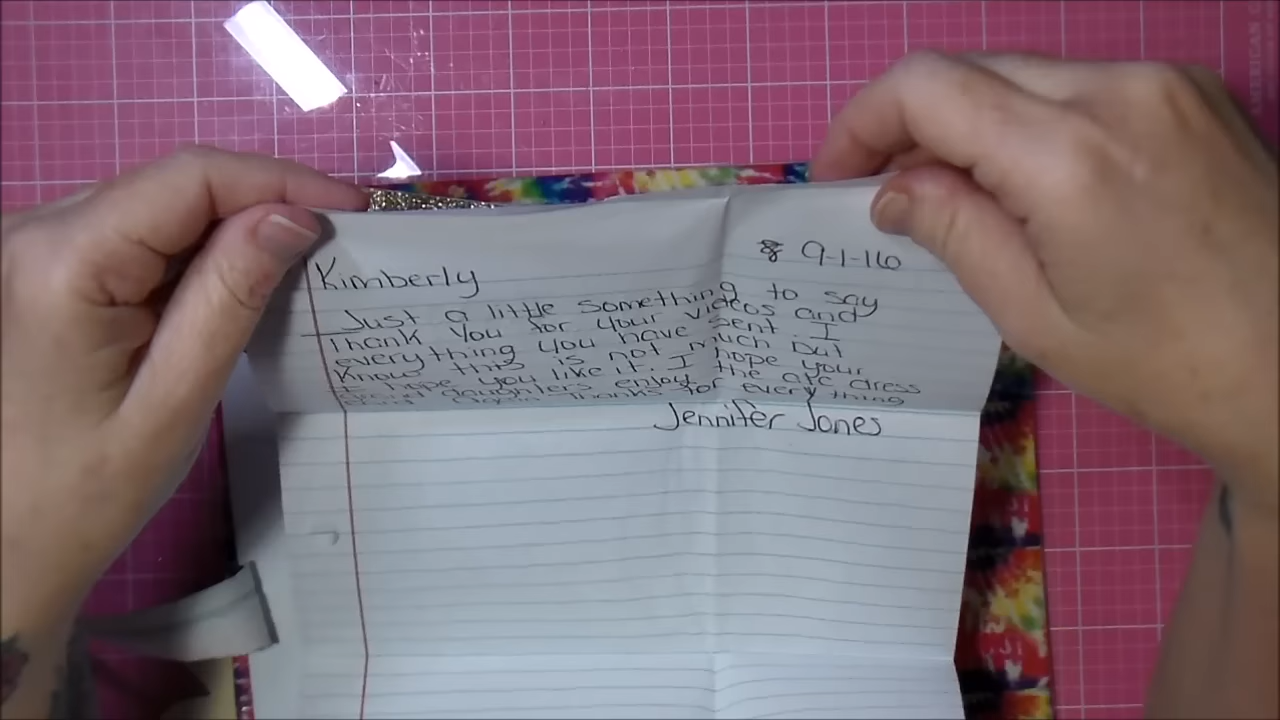 9-1-16
Kimberly
Just a little something to say
Thank you for your videos and
everything you have sent. I
Know this is not much but
I hope you like it. I hope your
daughters enjoy the atc dress
Thanks for everything
Jennifer Jones
AMERICAN C